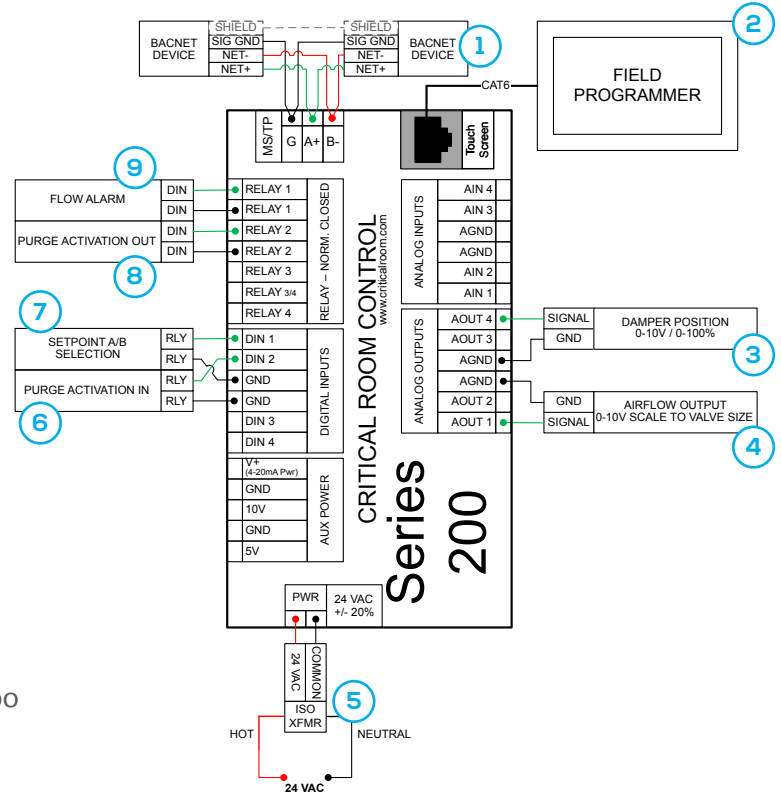 SHIELD
SHIELD
2
BACNET
DEVICE
SIG GND
NET-
NET+
SIG GND
NET-
NET+
BACNET
DEVICE
1
CAT6
FIELD
PROGRAMMER
MS/TP
G
A+
B-
Touch
Screen
9
FLOW ALARM
DIN
DIN
PURGE ACTIVATION OUT
DIN
DIN
8
RELAY 1
RELAY 1
RELAY 2
RELAY 2
RELAY 3
RELAY 3/4
RELAY 4
RELAY – NORM. CLOSED
7
SETPOINT A/B
SELECTION
RLY
RLY
PURGE ACTIVATION IN
RLY
RLY
6
DIN 1
DIN 2
GND
GND
DIN 3
DIN 4
DIGITAL INPUTS
V+
(4-20mA Pwr)
GND
10V
GND
5V
AUX POWER
CRITICAL ROOM CONTROL
www.criticalroom.com
Series
200
ANALOG INPUTS
AIN 4
AIN 3
AGND
AGND
AIN 2
AIN 1
ANALOG OUTPUTS
AOUT 4
AOUT 3
AGND
AGND
AOUT 2
AOUT 1
SIGNAL
GND
DAMPER POSITION
0-10V / 0-100%
3
GND
SIGNAL
AIRFLOW OUTPUT
0-10V SCALE TO VALVE SIZE
4
PWR
24 VAC
+/- 20%
24 VAC
COMMON
ISO
XFMR
5
HOT
NEUTRAL
24 VAC